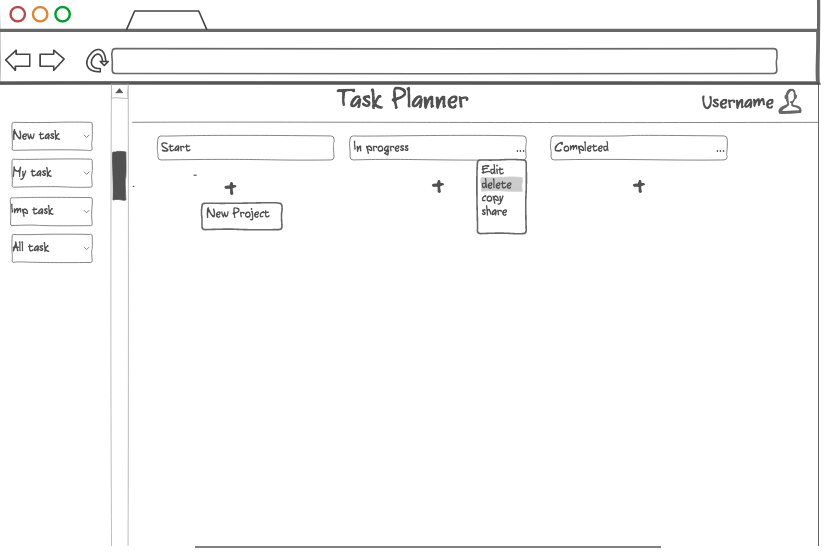 Task Planner
Username
New task
My task
Imp task
All task
Start
In progress ...
Completed ...
Edit
delete
copy
share
New Project